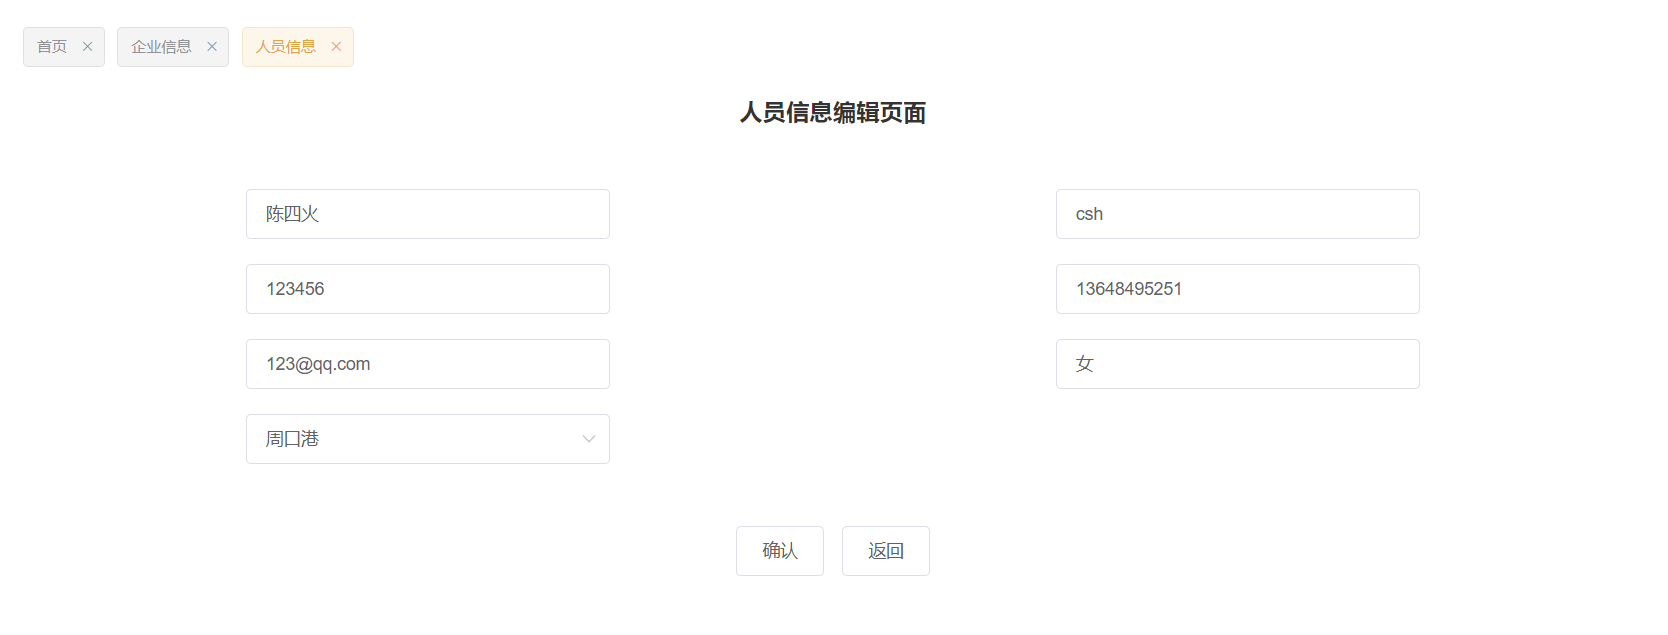 首页 企业信息 人员信息
人员信息编辑页面
陈四火 csh
123456 13648495251
123@qq.com 女
周口港
确认 返回